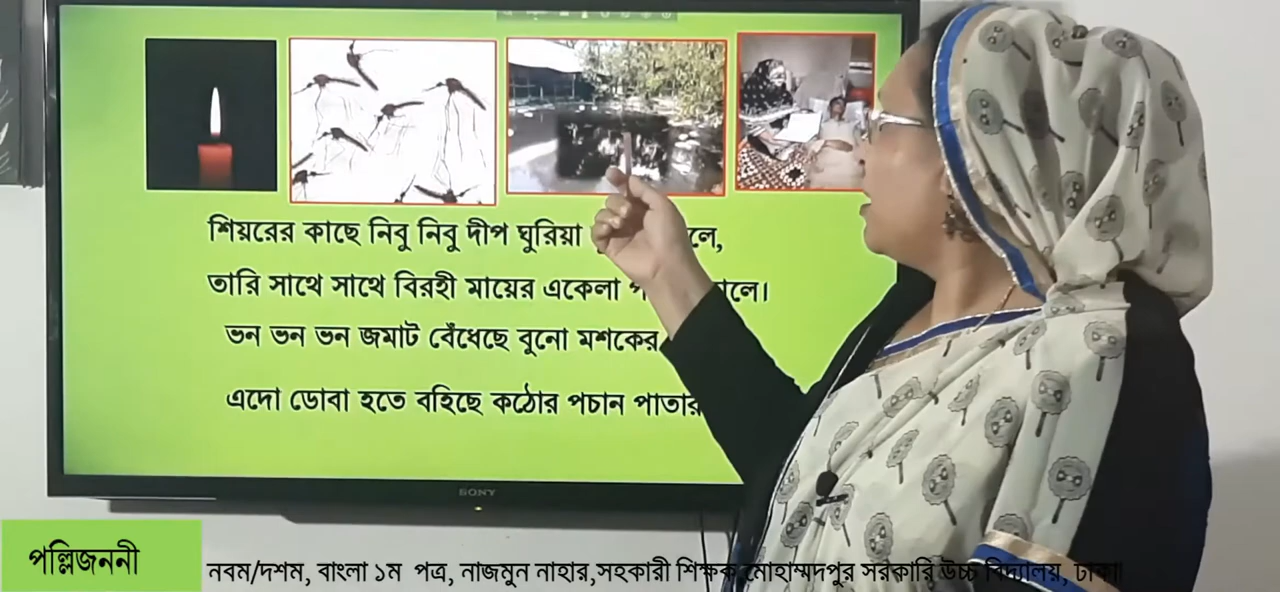 শিয়রের কাছে নিবু নিবু দীপ ঘুরিয়া লে,
তারি সাথে সাথে বিরহী মায়ের একেলা লে।
ভন ভন ভন জমাট বেঁধেছে বুনো মশকের
এদো ডোবা হতে বহিছে কঠোর পচান পাতার
SONY
পল্লিজননী
নবম/দশম, বাংলা ১ম পত্র, নাজমুন নাহার,সহকারী শিক্ষক, মোহাম্মদপুর সরকারি উচ্চ বিদ্যালয়, ঢাকা।